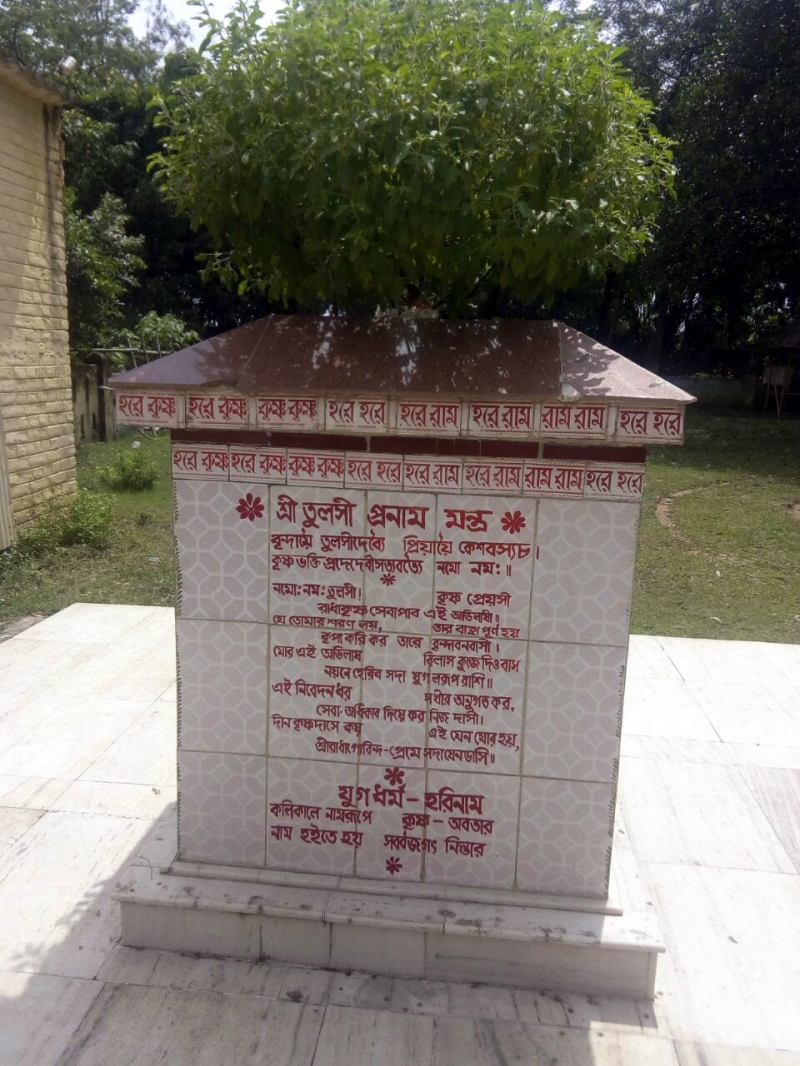 হরে কৃষ্ণ হরে কৃষ্ণ কৃষ্ণ কৃষ্ণ হরে হরে হরে রাম হরে রাম রাম রাম হরে হরে
হরে কৃষ্ণ হরে কৃষ্ণ কৃষ্ণ কৃষ্ণ হরে হরে হরে রাম হরে রাম রাম রাম হরে হরে
শ্রী তুলসী প্রনাম মন্ত্র
বৃন্দায়ৈ তুলসীদেব্যৈ প্রিয়ায়ৈ কেশবস্যচ।
কৃষ্ণ ভক্তি প্রদেদেবীসত্যবত্যৈ নমো নমঃ॥
নমোঃনমঃ তুলসী! কৃষ্ণ প্রেয়সী
রাধাকৃষ্ণ সেবাপাব এই অভিলষী॥
যে তোমার শরণ লয়, তার বাঞ্ছা পূর্ণ হয়
কৃপা করি কর তারে বৃন্দাবনবাসী।
মোর এই অভিলাষ বিলাস কুঞ্জে দিও বাস
নয়নে হেরিব সদা যুগলরূপ রাশি॥
এই নিবেদন ধর সখীর অনুগত কর,
সেবা-অধিকার দিয়ে কর নিজ দাসী।
দীন কৃষ্ণদাসে কয় এই যেন মোর হয়,
শ্রীরাধাগোবিন্দ-প্রেমে সদা যেন ভাসি॥
যুগ ধর্ম - হরিনাম
কলিকালে নামরূপে কৃষ্ণ - অবতার
নাম হইতে হয় সর্ব্বজগৎ নিস্তার